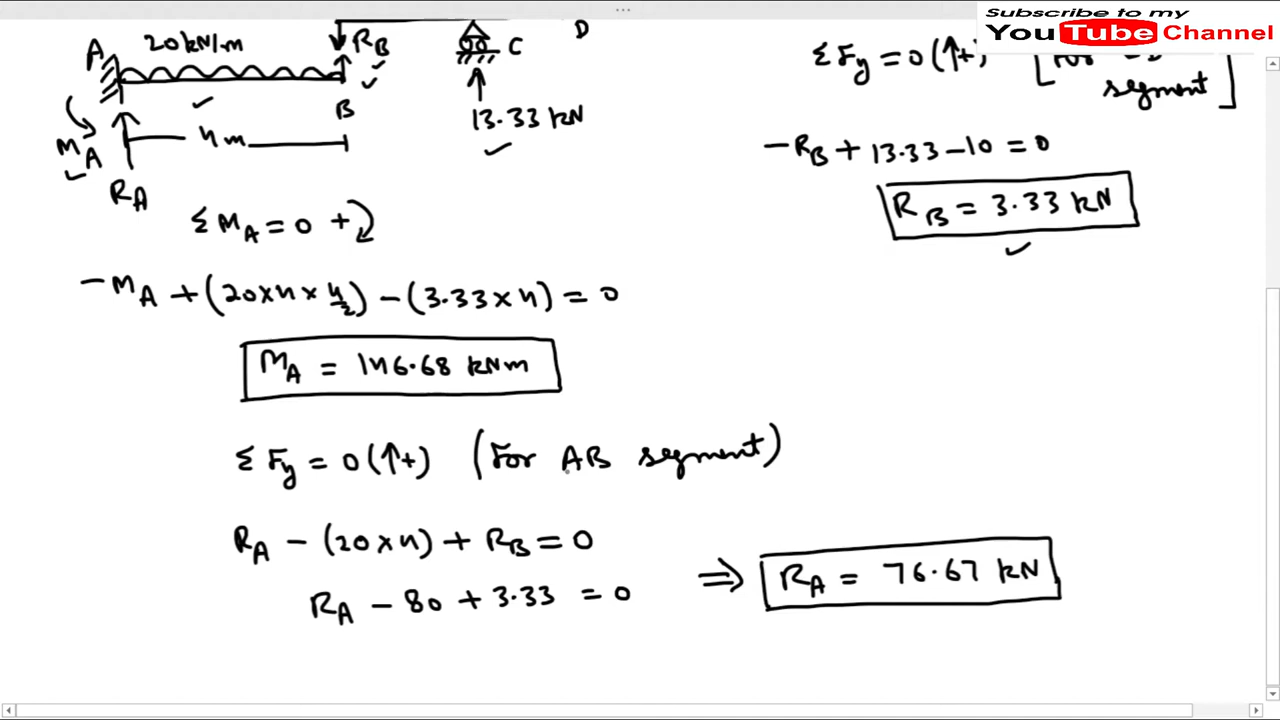 Subscribe to my
YouTube Channel
20 kN/m
A
R_B
C
D
B
13.33 kN
4m
M_A
R_A
ΣF_y = 0 (↑+) [For
segment]
-R_B + 13.33 - 10 = 0
R_B = 3.33 kN
ΣM_A = 0 +
-M_A + (20×4×4/2) - (3.33×4) = 0
M_A = 146.68 kNm
ΣF_y = 0 (↑+) (For AB segment)
R_A - (20×4) + R_B = 0
R_A - 80 + 3.33 = 0 ⇒ R_A = 76.67 kN